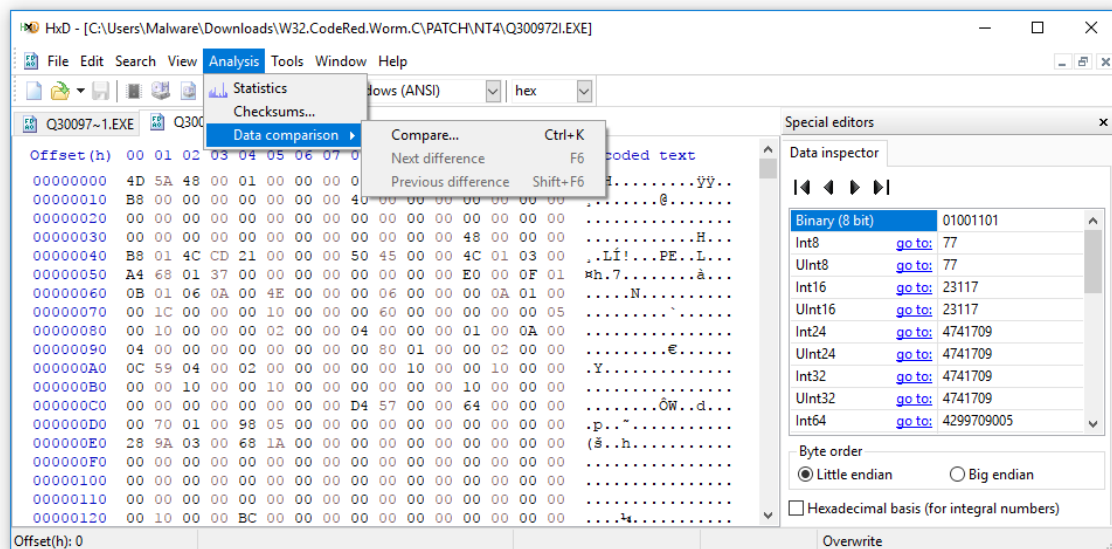 HxD - [C:\Users\Malware\Downloads\W32.CodeRed.Worm.C\PATCH\NT4\Q300972I.EXE]
File Edit Search View Analysis Tools Window Help
dows (ANSI) hex
Statistics
Checksums...
Data comparison
Compare... Ctrl+K
Next difference F6
Previous difference Shift+F6
Q30097~1.EXE Q300
Special editors
Data inspector
Offset(h) 00 01 02 03 04 05 06 07 coded text
00000000 4D 5A 48 00 01 00 00 00 H.........ÿÿ..
00000010 B8 00 00 00 00 00 00 00 40 00 00 00 00 00 00 00 ¸.......@.......
00000020 00 00 00 00 00 00 00 00 00 00 00 00 00 00 00 00 ................
00000030 00 00 00 00 00 00 00 00 00 00 00 00 48 00 00 00 ............H...
00000040 B8 01 4C CD 21 00 00 00 50 45 00 00 4C 01 03 00 ¸.LÍ!...PE..L...
00000050 A4 68 01 37 00 00 00 00 00 00 00 00 E0 00 0F 01 ¤h.7........à...
00000060 0B 01 06 0A 00 4E 00 00 00 06 00 00 00 0A 01 00 .....N..........
00000070 00 1C 00 00 00 10 00 00 00 60 00 00 00 00 00 05 .........`......
00000080 00 10 00 00 00 02 00 00 04 00 00 00 01 00 0A 00 ................
00000090 04 00 00 00 00 00 00 00 00 80 01 00 00 02 00 00 .........€......
000000A0 0C 59 04 00 02 00 00 00 00 00 10 00 00 10 00 00 .Y..............
000000B0 00 00 10 00 00 10 00 00 00 00 00 00 10 00 00 00 ................
000000C0 00 00 00 00 00 00 00 00 D4 57 00 00 64 00 00 00 ........ÔW..d...
000000D0 00 70 01 00 98 05 00 00 00 00 00 00 00 00 00 00 .p..˜...........
000000E0 28 9A 03 00 68 1A 00 00 00 00 00 00 00 00 00 00 (š..h...........
000000F0 00 00 00 00 00 00 00 00 00 00 00 00 00 00 00 00 ................
00000100 00 00 00 00 00 00 00 00 00 00 00 00 00 00 00 00 ................
00000110 00 00 00 00 00 00 00 00 00 00 00 00 00 00 00 00 ................
00000120 00 10 00 00 BC 00 00 00 00 00 00 00 00 00 00 00 ....¼...........
Binary (8 bit) 01001101
Int8 go to: 77
UInt8 go to: 77
Int16 go to: 23117
UInt16 go to: 23117
Int24 go to: 4741709
UInt24 go to: 4741709
Int32 go to: 4741709
UInt32 go to: 4741709
Int64 go to: 4299709005
Byte order
Little endian Big endian
Hexadecimal basis (for integral numbers)
Offset(h): 0 Overwrite